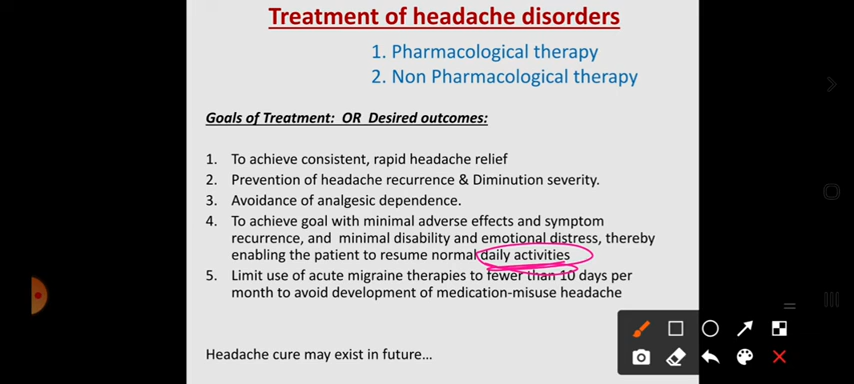 Treatment of headache disorders
1. Pharmacological therapy
2. Non Pharmacological therapy
Goals of Treatment: OR Desired outcomes:
1. To achieve consistent, rapid headache relief
2. Prevention of headache recurrence & Diminution severity.
3. Avoidance of analgesic dependence.
4. To achieve goal with minimal adverse effects and symptom
recurrence, and minimal disability and emotional distress, thereby
enabling the patient to resume normal daily activities
5. Limit use of acute migraine therapies to fewer than 10 days per
month to avoid development of medication-misuse headache
Headache cure may exist in future...